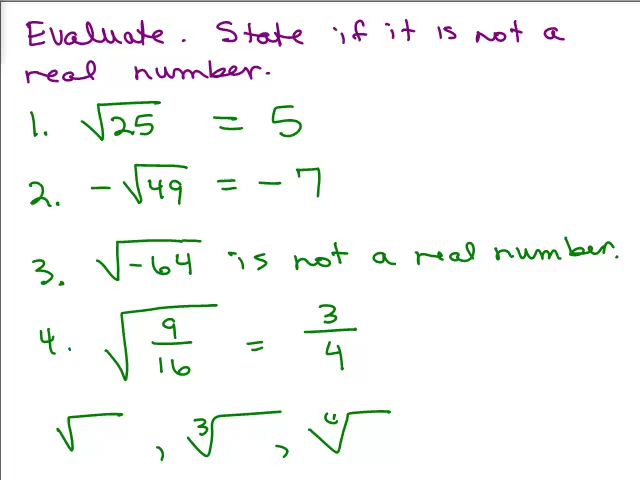 Evaluate. State if it is not a
real number.
1. √25 = 5
2. -√49 = -7
3. √-64 is not a real number.
4. √(9/16) = 3/4
√ , ∛ ,  √